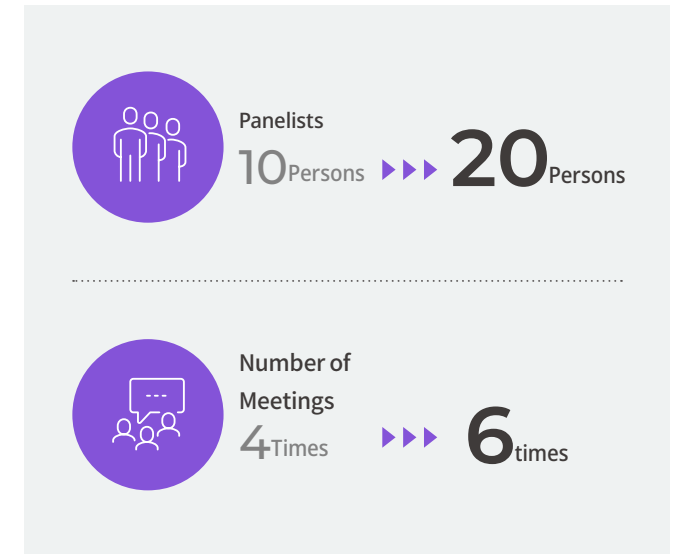 Panelists
10Persons 20Persons
Number of
Meetings
4Times 6times